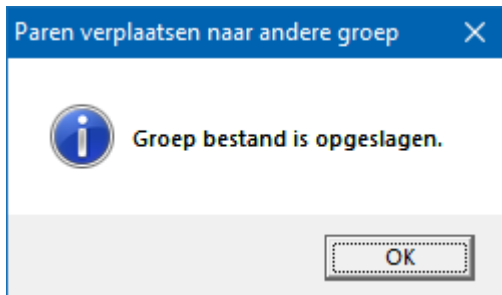 Paren verplaatsen naar andere groep
Groep bestand is opgeslagen.
OK